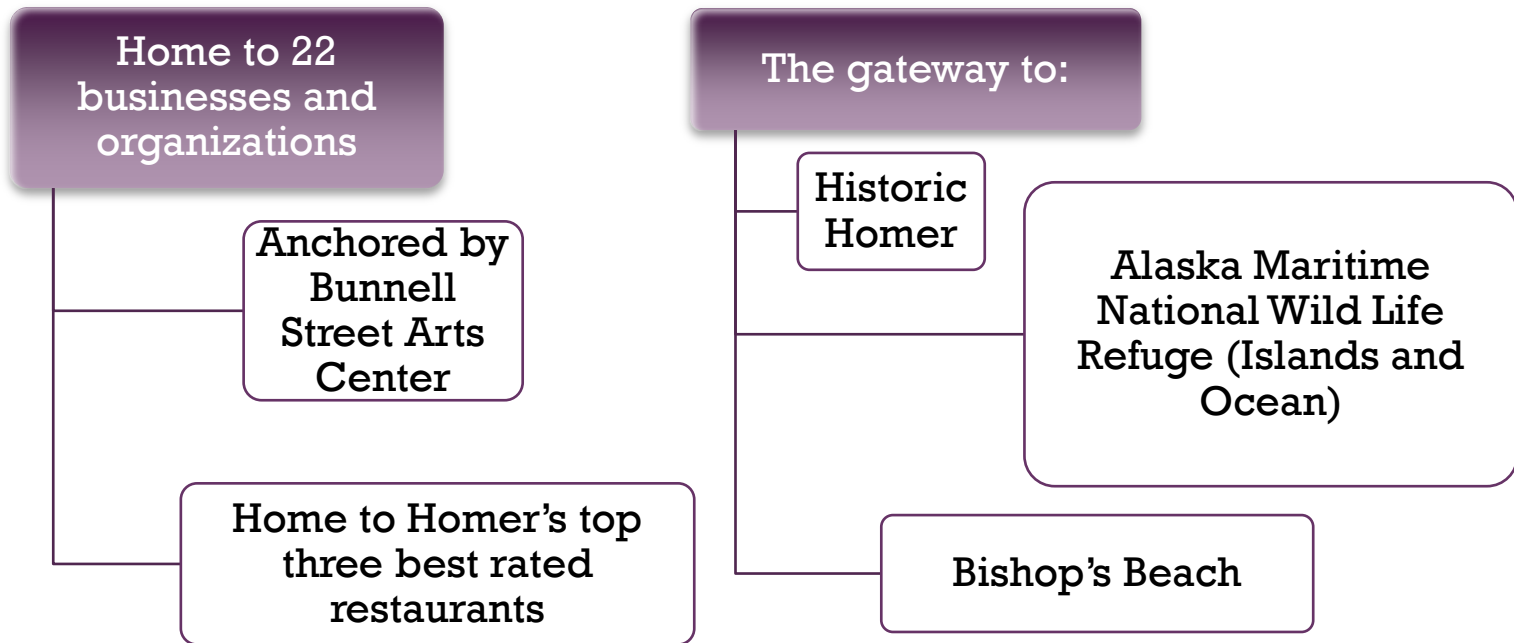 Home to 22
businesses and
organizations
Anchored by
Bunnell
Street Arts
Center
Home to Homer’s top
three best rated
restaurants
The gateway to:
Historic
Homer
Alaska Maritime
National Wild Life
Refuge (Islands and
Ocean)
Bishop’s Beach